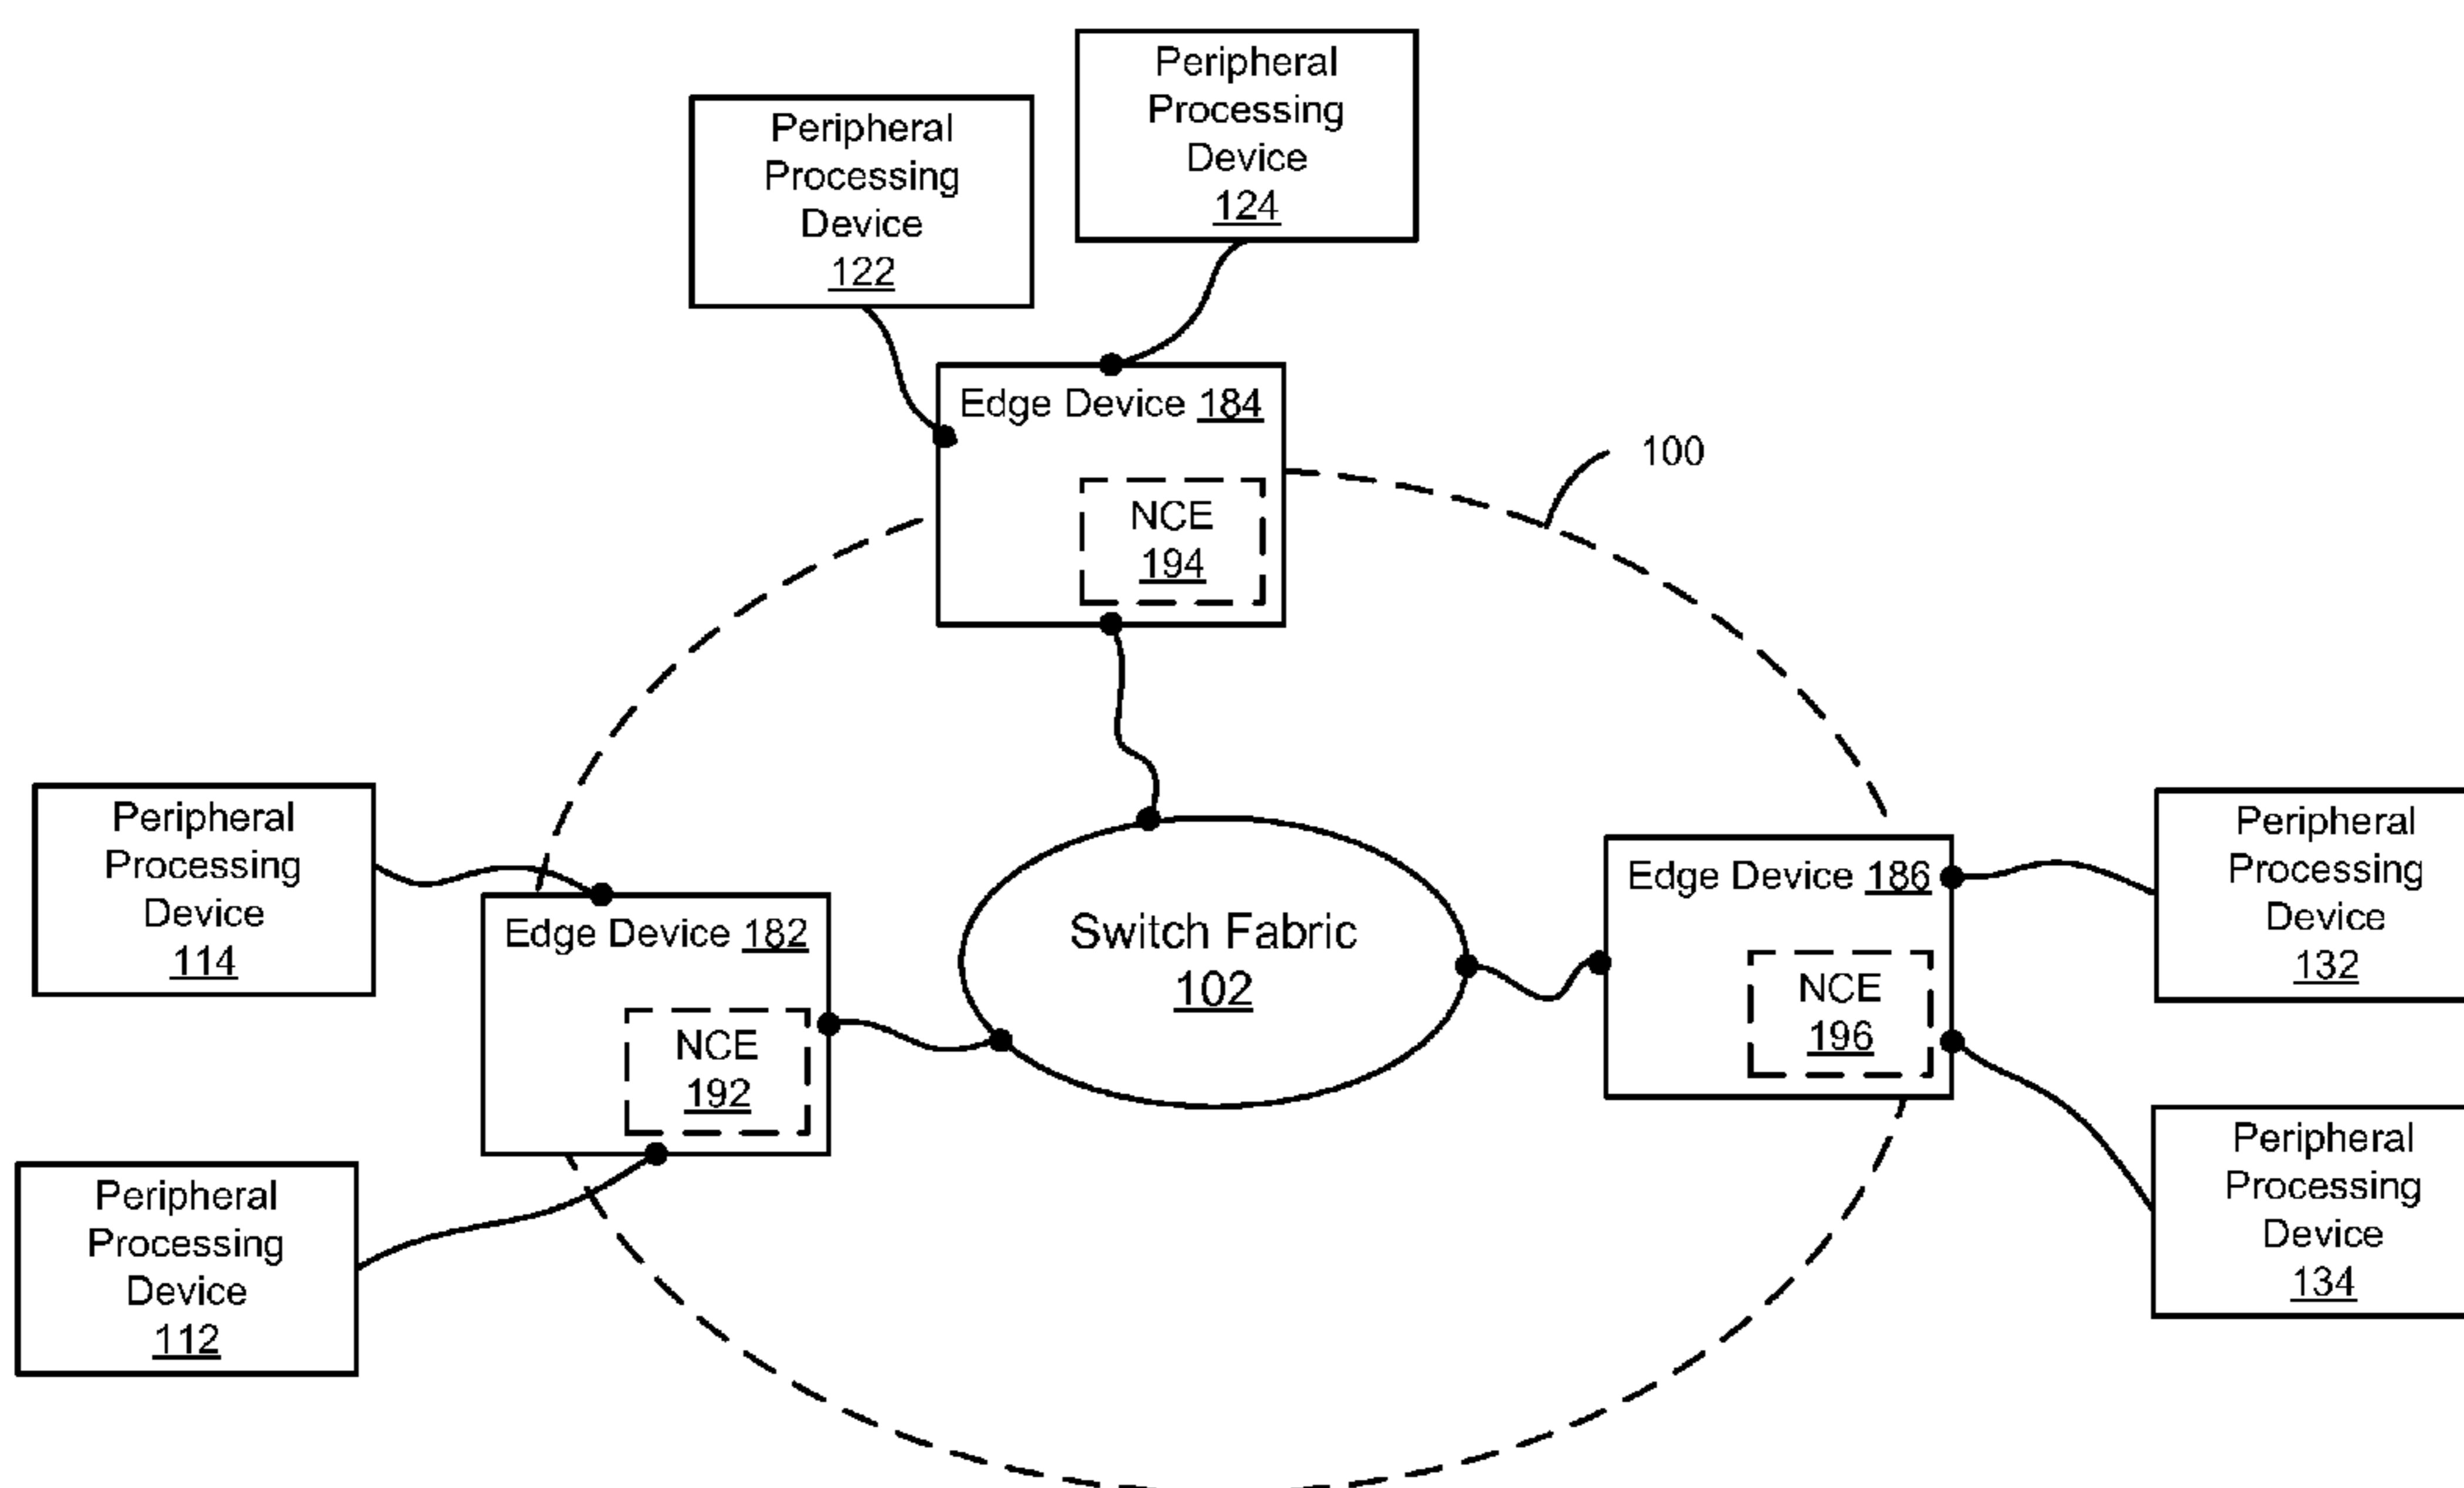 Peripheral
Processing
Device
124
Peripheral
Processing
Device
122
Edge Device 184
NCE
194
100
Peripheral
Processing
Device
114
Edge Device 182
NCE
192
Switch Fabric
102
Edge Device 186
NCE
196
Peripheral
Processing
Device
132
Peripheral
Processing
Device
112
Peripheral
Processing
Device
134